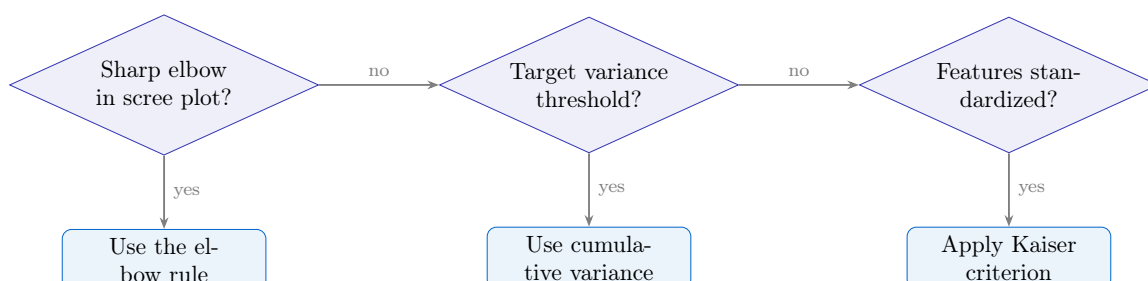 Sharp elbow
in scree plot?
no
Target variance
threshold?
no
Features stan-
dardized?
yes
yes
yes
Use the el-
bow rule
Use cumula-
tive variance
Apply Kaiser
criterion